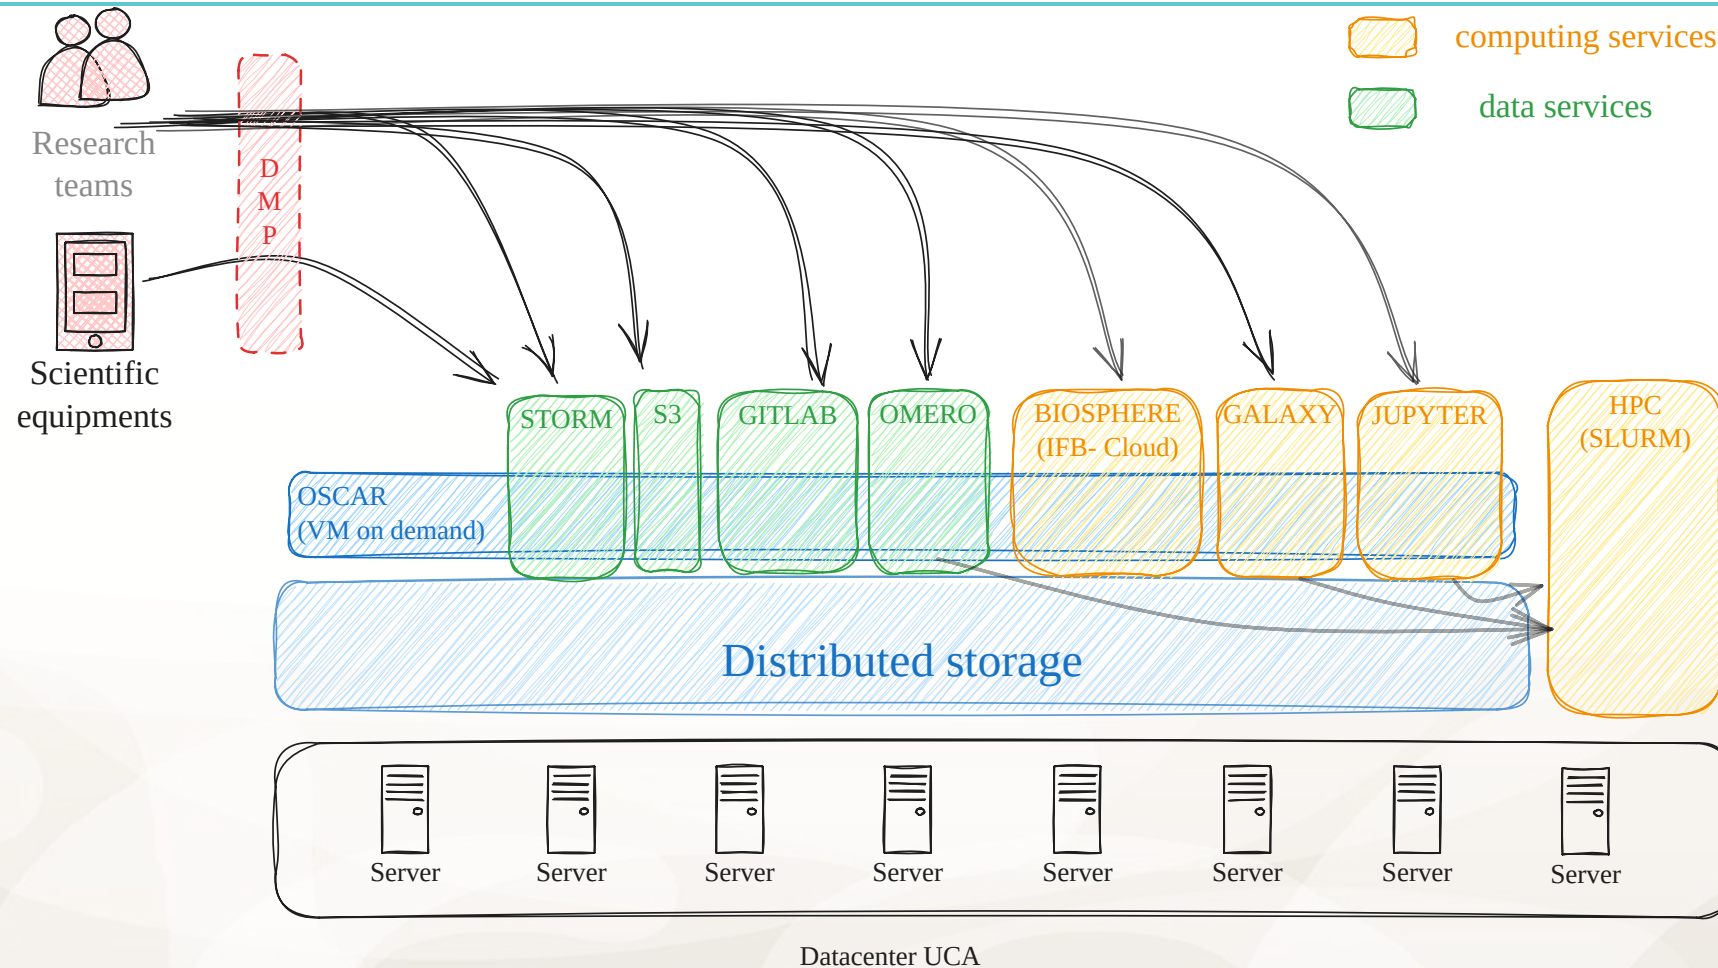 computing services
data services
Research
teams
D
M
P
Scientific
equipments
STORM
S3
GITLAB
OMERO
BIOSPHERE
(IFB- Cloud)
GALAXY
JUPYTER
HPC
(SLURM)
OSCAR
(VM on demand)
Distributed storage
Server
Server
Server
Server
Server
Server
Server
Server
Datacenter UCA